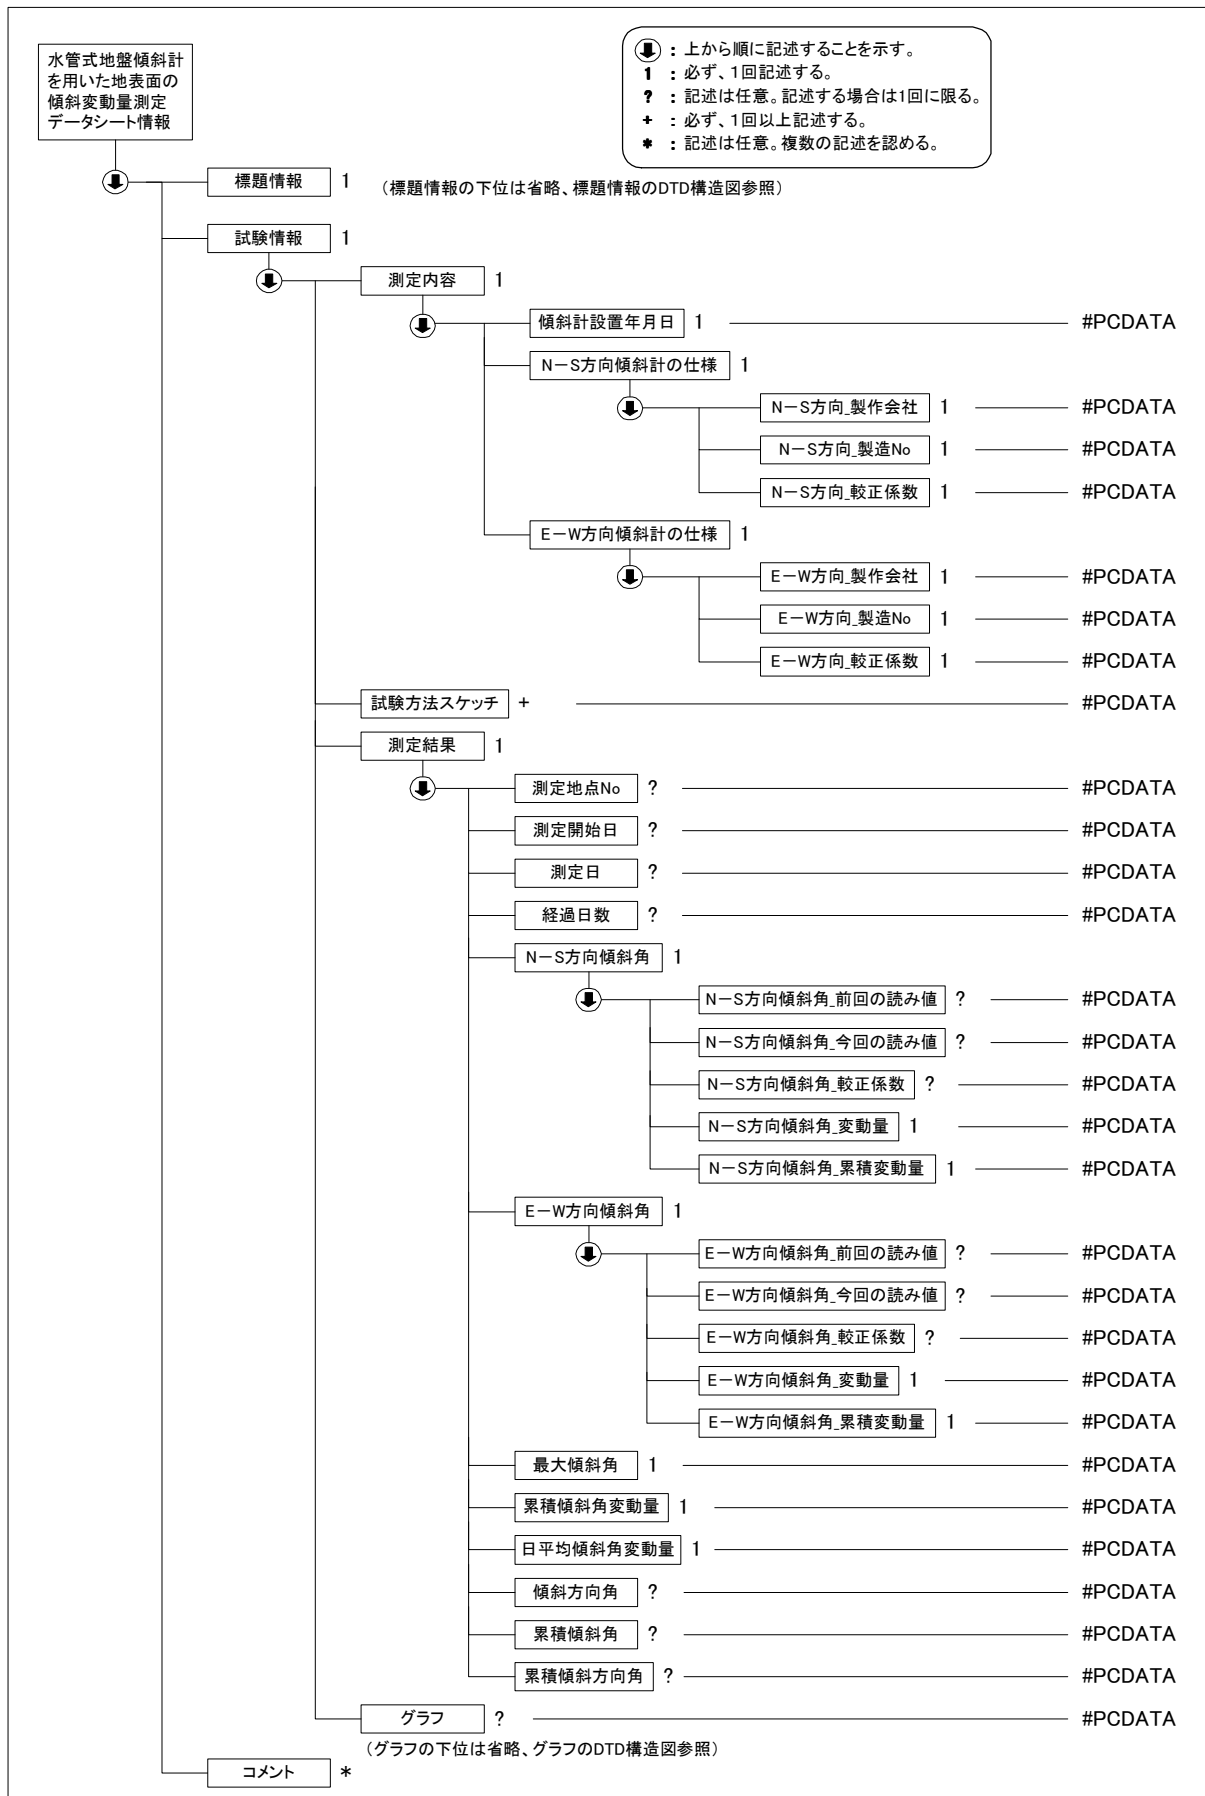 水管式地盤傾斜計
を用いた地表面の
傾斜変動量測定
データシート情報
: 上から順に記述することを示す。
1 : 必ず、1回記述する。
? : 記述は任意。記述する場合は1回に限る。
+ : 必ず、1回以上記述する。
* : 記述は任意。複数の記述を認める。
標題情報 1 (標題情報の下位は省略、標題情報のDTD構造図参照)
試験情報 1
測定内容 1
傾斜計設置年月日 1 #PCDATA
N-S方向傾斜計の仕様 1
N-S方向_製作会社 1 #PCDATA
N-S方向_製造No 1 #PCDATA
N-S方向_較正係数 1 #PCDATA
E-W方向傾斜計の仕様 1
E-W方向_製作会社 1 #PCDATA
E-W方向_製造No 1 #PCDATA
E-W方向_較正係数 1 #PCDATA
試験方法スケッチ + #PCDATA
測定結果 1
測定地点No ? #PCDATA
測定開始日 ? #PCDATA
測定日 ? #PCDATA
経過日数 ? #PCDATA
N-S方向傾斜角 1
N-S方向傾斜角_前回の読み値 ? #PCDATA
N-S方向傾斜角_今回の読み値 ? #PCDATA
N-S方向傾斜角_較正係数 ? #PCDATA
N-S方向傾斜角_変動量 1 #PCDATA
N-S方向傾斜角_累積変動量 1 #PCDATA
E-W方向傾斜角 1
E-W方向傾斜角_前回の読み値 ? #PCDATA
E-W方向傾斜角_今回の読み値 ? #PCDATA
E-W方向傾斜角_較正係数 ? #PCDATA
E-W方向傾斜角_変動量 1 #PCDATA
E-W方向傾斜角_累積変動量 1 #PCDATA
最大傾斜角 1 #PCDATA
累積傾斜角変動量 1 #PCDATA
日平均傾斜角変動量 1 #PCDATA
傾斜方向角 ? #PCDATA
累積傾斜角 ? #PCDATA
累積傾斜方向角 ? #PCDATA
グラフ ? #PCDATA
(グラフの下位は省略、グラフのDTD構造図参照)
コメント *